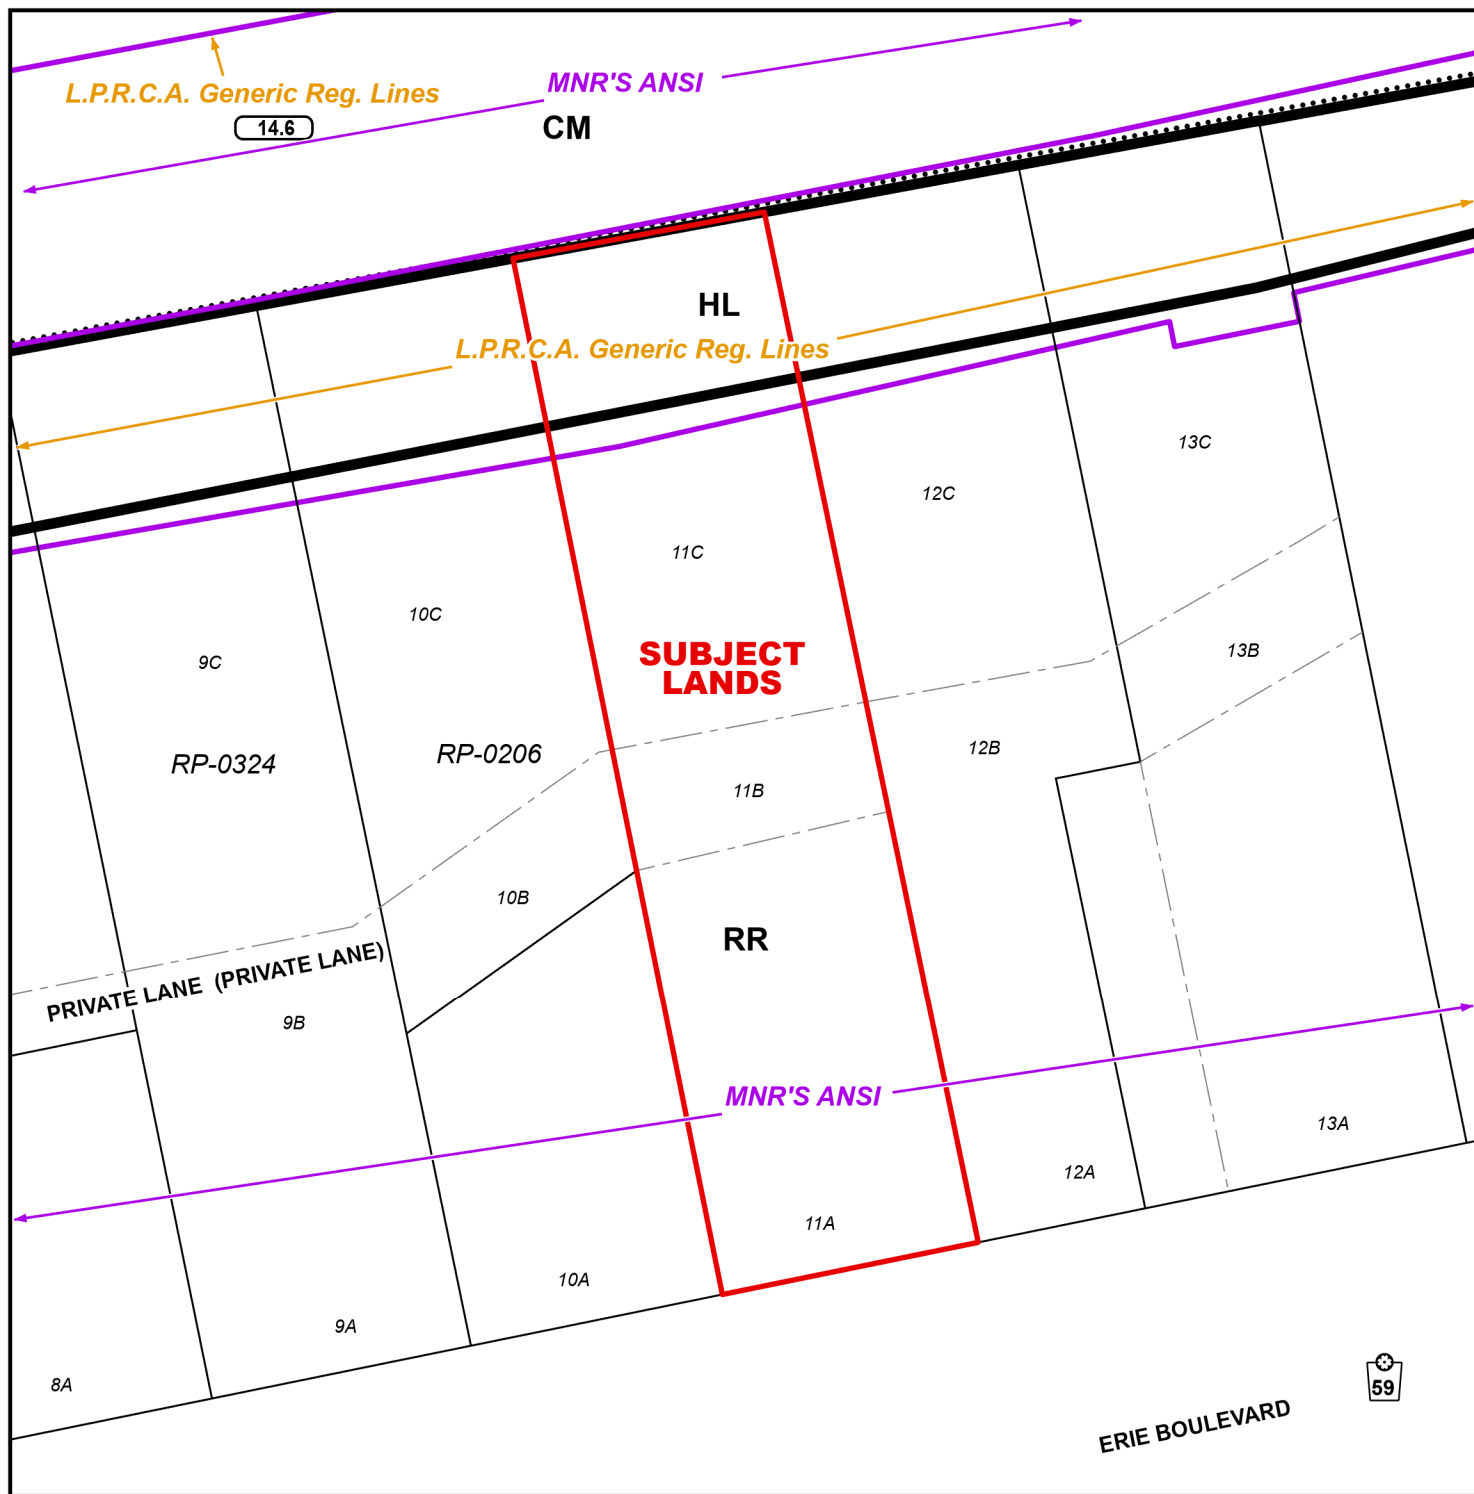 MNR'S ANSI
L.P.R.C.A. Generic Reg. Lines
14.6
CM
HL
L.P.R.C.A. Generic Reg. Lines
13C
12C
11C
10C
9C
SUBJECT
LANDS
13B
12B
RP-0206
RP-0324
11B
10B
RR
PRIVATE LANE (PRIVATE LANE)
9B
MNR'S ANSI
13A
12A
11A
10A
9A
8A
59
ERIE BOULEVARD